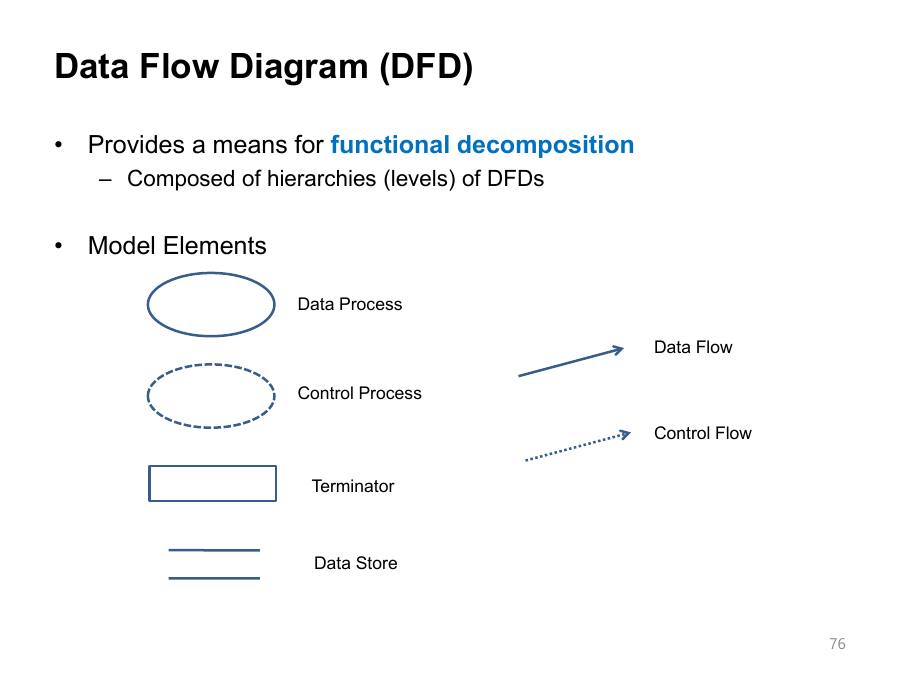 Data Flow Diagram (DFD)
• Provides a means for functional decomposition
– Composed of hierarchies (levels) of DFDs
• Model Elements
Data Process
Data Flow
Control Process
Control Flow
Terminator
Data Store
76